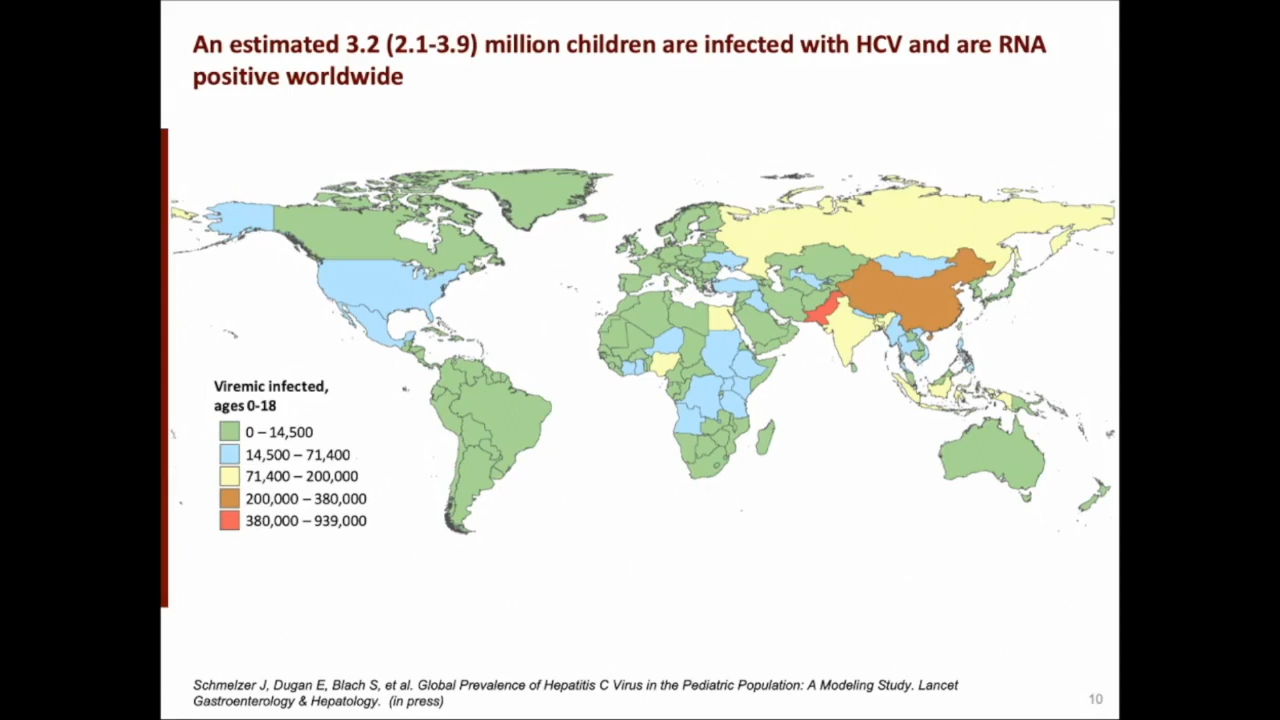 An estimated 3.2 (2.1-3.9) million children are infected with HCV and are RNA
positive worldwide
Viremic infected,
ages 0-18
0 – 14,500
14,500 – 71,400
71,400 – 200,000
200,000 – 380,000
380,000 – 939,000
Schmelzer J, Dugan E, Blach S, et al. Global Prevalence of Hepatitis C Virus in the Pediatric Population: A Modeling Study. Lancet
Gastroenterology & Hepatology. (in press)
10